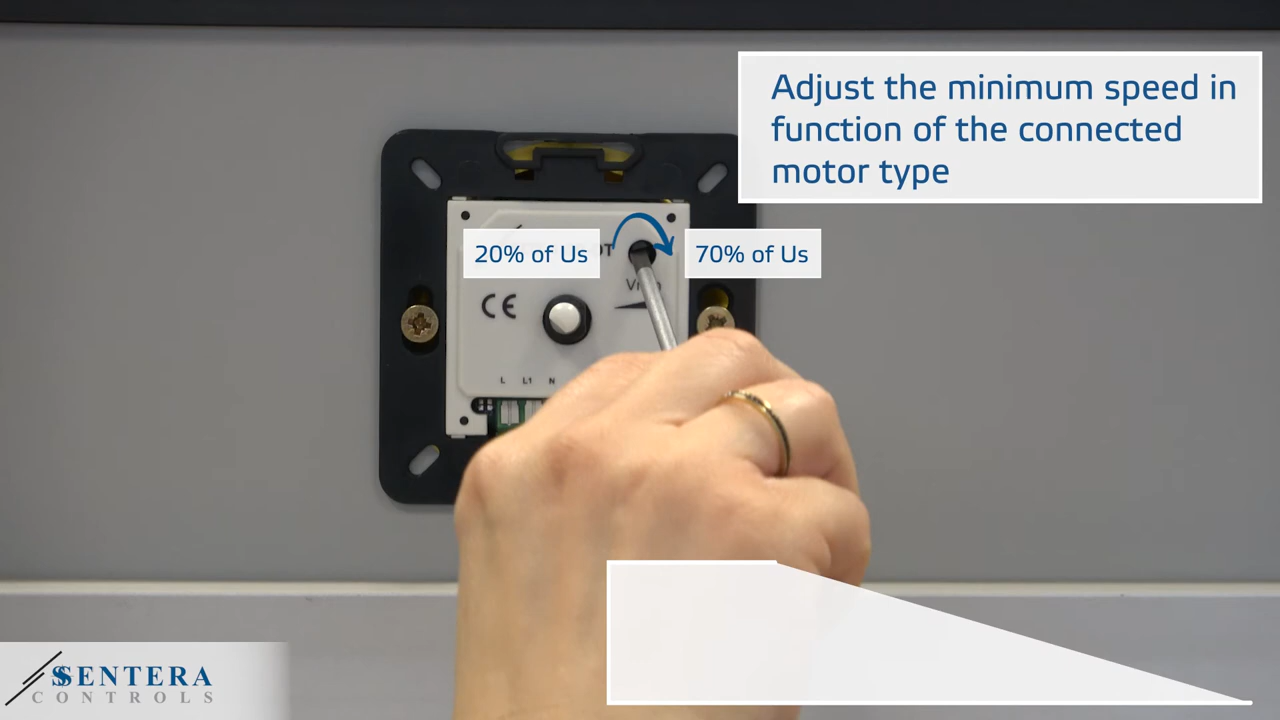 Adjust the minimum speed in
function of the connected
motor type
20% of Us
70% of Us
CE
L L1 N
SENTERA
CONTROLS